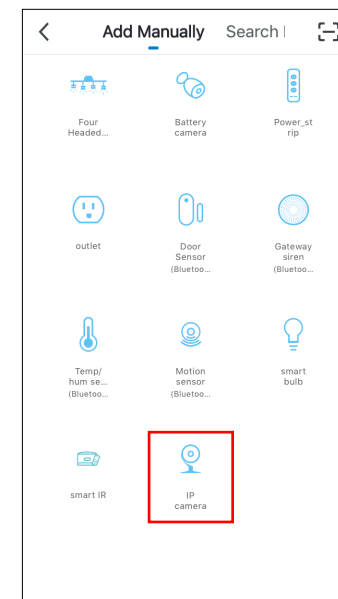 Add Manually Search
Four
Headed...
Battery
camera
Power_st
rip
outlet
Door
Sensor
(Bluetoo...
Gateway
siren
(Bluetoo...
Temp/
hum se...
(Bluetoo...
Motion
sensor
(Bluetoo...
smart
bulb
smart IR
IP
camera